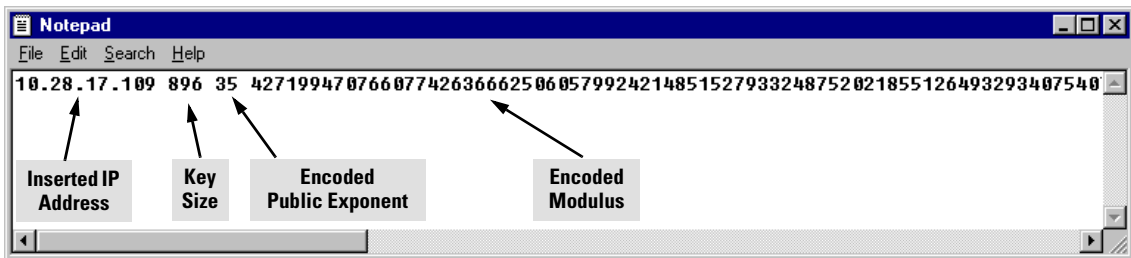 Notepad
File Edit Search Help
10.28.17.109 896 35 427199470766077426366625060579924214851527933248752021855126493293407540
Inserted IP Address
Key Size
Encoded Public Exponent
Encoded Modulus